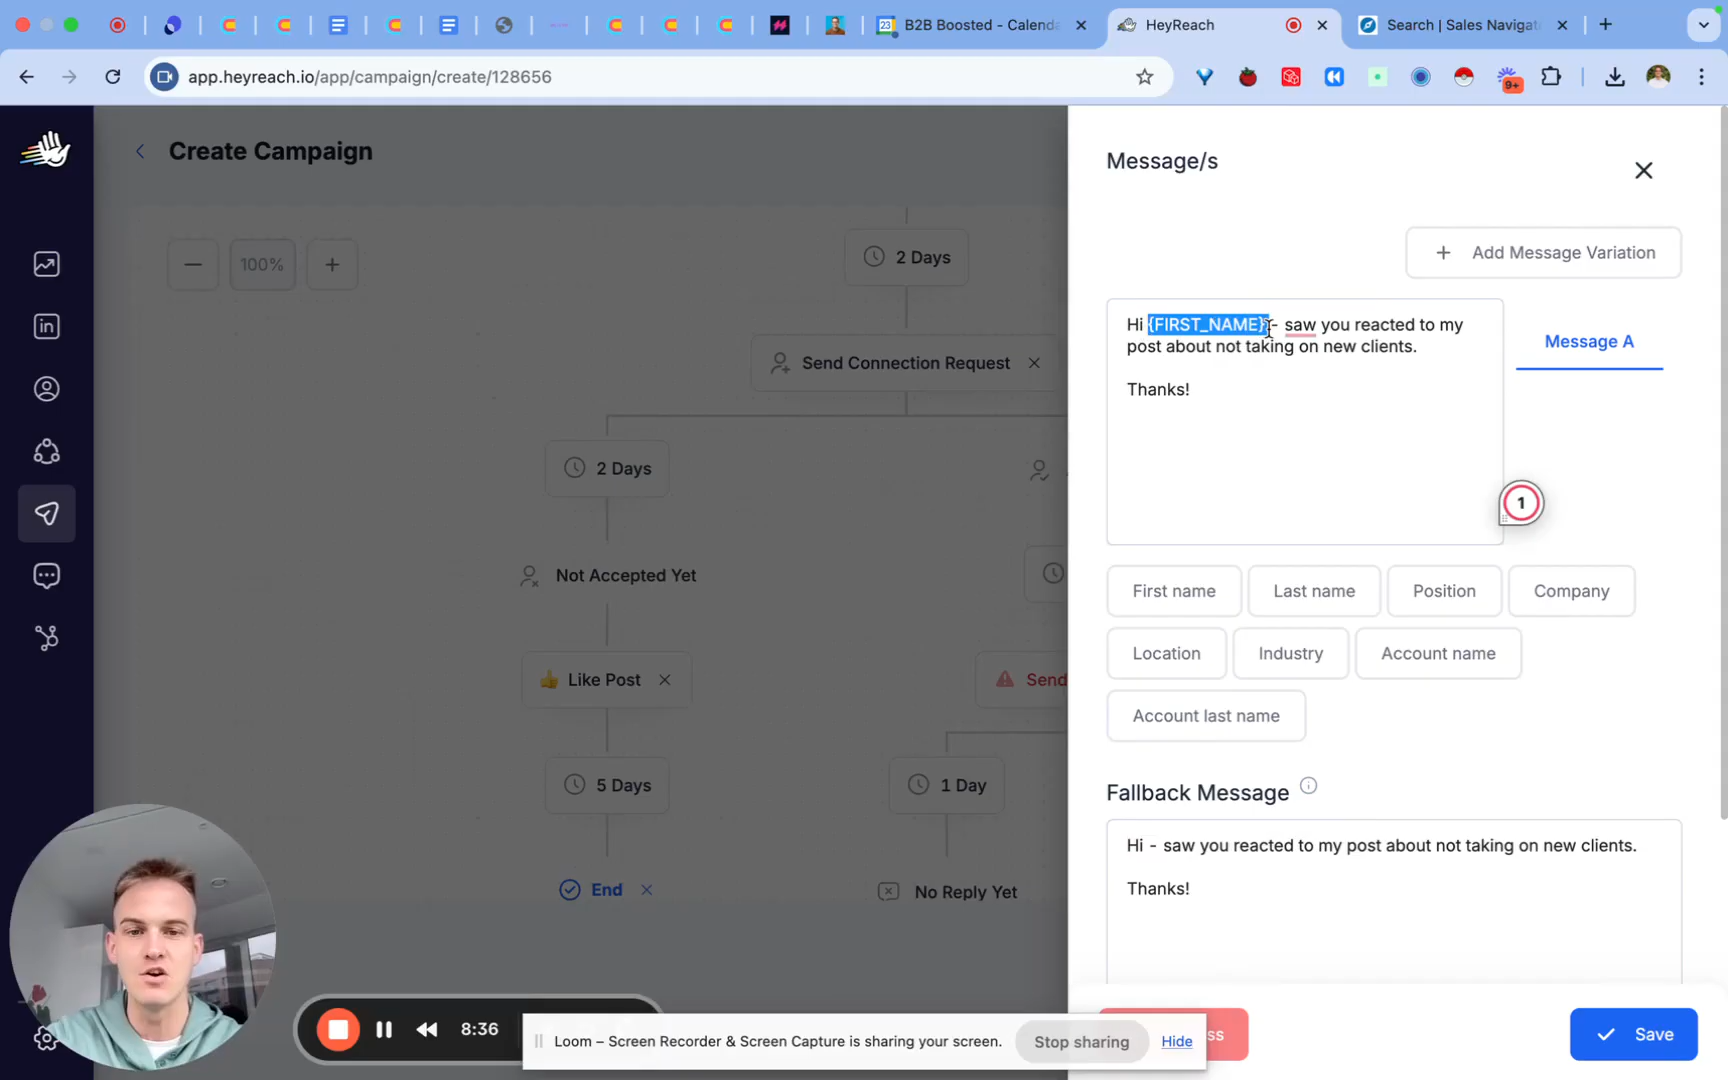 B2B Boosted - Calenda
HeyReach
Search | Sales Navigat
app.heyreach.io/app/campaign/create/128656
9+
Create Campaign
100%
2 Days
Send Connection Request
2 Days
Not Accepted Yet
Like Post
Send
5 Days
1 Day
End
No Reply Yet
Message/s
Add Message Variation
Hi {FIRST_NAME} - saw you reacted to my
post about not taking on new clients.
Thanks!
Message A
1
First name
Last name
Position
Company
Location
Industry
Account name
Account last name
Fallback Message
Hi - saw you reacted to my post about not taking on new clients.
Thanks!
8:36
Loom – Screen Recorder & Screen Capture is sharing your screen.
Stop sharing
Hide
ss
Save